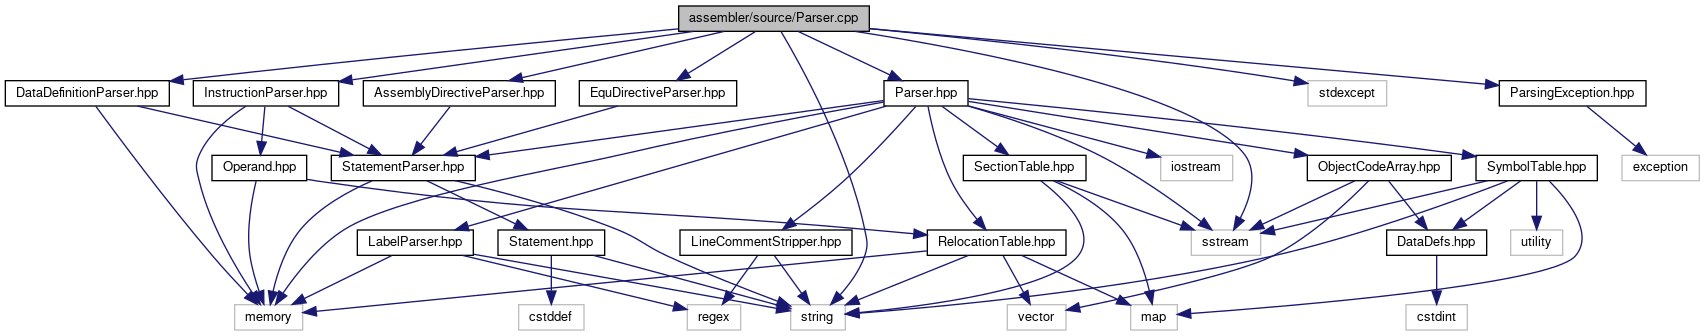 assembler/source/Parser.cpp
DataDefinitionParser.hpp
InstructionParser.hpp
AssemblyDirectiveParser.hpp
EquDirectiveParser.hpp
Parser.hpp
stdexcept
ParsingException.hpp
Operand.hpp
StatementParser.hpp
SectionTable.hpp
iostream
ObjectCodeArray.hpp
SymbolTable.hpp
exception
LabelParser.hpp
Statement.hpp
LineCommentStripper.hpp
RelocationTable.hpp
sstream
DataDefs.hpp
utility
memory
cstddef
regex
string
vector
map
cstdint